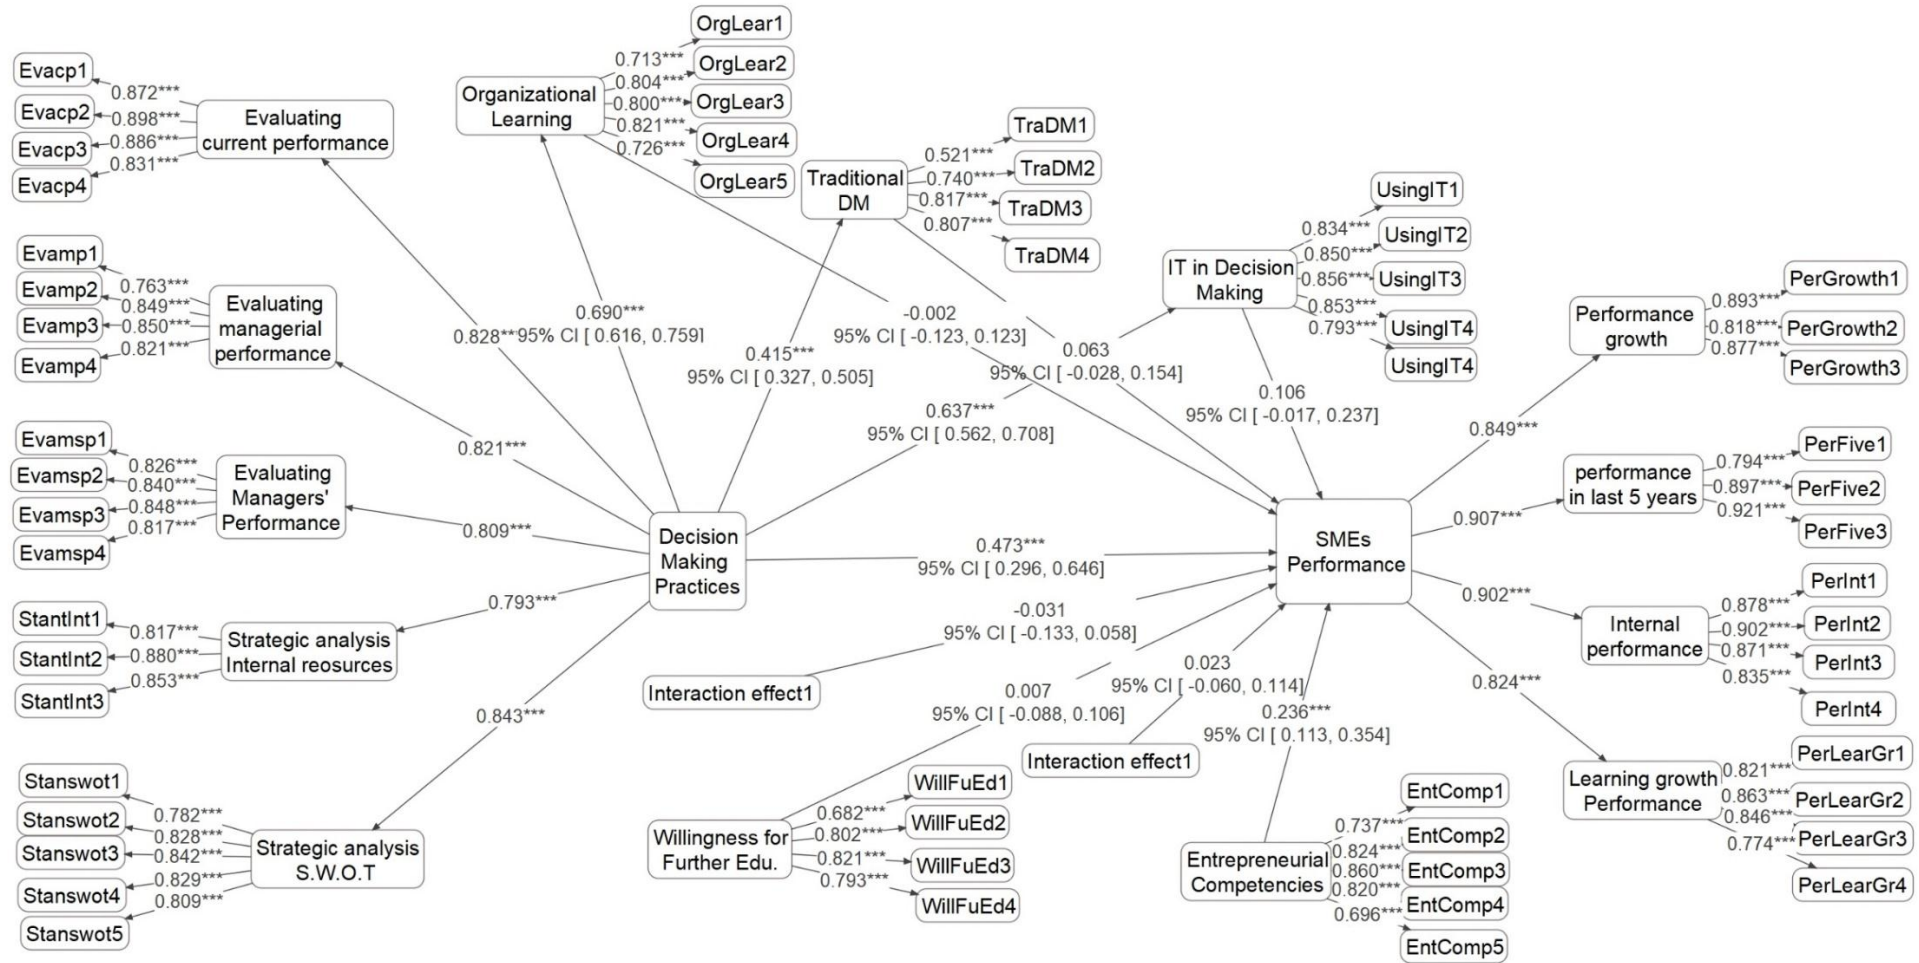 Evacp1
0.872***
Evacp2
0.898***
Evacp3
0.886***
Evacp4
0.831***
Evaluating
current performance
Organizational
Learning
0.713***
OrgLear1
0.804***
OrgLear2
0.800***
OrgLear3
0.821***
OrgLear4
0.726***
OrgLear5
Traditional
DM
0.521***
TraDM1
0.740***
TraDM2
0.817***
TraDM3
0.807***
TraDM4
IT in Decision
Making
0.834***
UsingIT1
0.850***
UsingIT2
0.856***
UsingIT3
0.853***
UsingIT4
0.793***
UsingIT4
Evamp1
0.763***
Evamp2
0.849***
Evamp3
0.850***
Evamp4
0.821***
Evaluating
managerial
performance
0.828***
0.690***
95% CI [ 0.616, 0.759]
0.415***
95% CI [ 0.327, 0.505]
-0.002
95% CI [ -0.123, 0.123]
0.063
95% CI [ -0.028, 0.154]
0.637***
95% CI [ 0.562, 0.708]
0.106
95% CI [ -0.017, 0.237]
Performance
growth
0.893***
PerGrowth1
0.818***
PerGrowth2
0.877***
PerGrowth3
0.849***
Evamsp1
0.826***
Evamsp2
0.840***
Evamsp3
0.848***
Evamsp4
0.817***
Evaluating
Managers'
Performance
0.821***
0.809***
Decision
Making
Practices
0.473***
95% CI [ 0.296, 0.646]
SMEs
Performance
0.907***
performance
in last 5 years
0.794***
PerFive1
0.897***
PerFive2
0.921***
PerFive3
StantInt1
0.817***
StantInt2
0.880***
StantInt3
0.853***
Strategic analysis
Internal reosurces
0.793***
-0.031
95% CI [ -0.133, 0.058]
Interaction effect1
0.902***
Internal
performance
0.878***
PerInt1
0.902***
PerInt2
0.871***
PerInt3
0.835***
PerInt4
0.843***
0.007
95% CI [ -0.088, 0.106]
0.023
95% CI [ -0.060, 0.114]
Interaction effect1
0.236***
95% CI [ 0.113, 0.354]
0.824***
Stanswot1
0.782***
Stanswot2
0.828***
Stanswot3
0.842***
Stanswot4
0.829***
Stanswot5
0.809***
Strategic analysis
S.W.O.T
Willingness for
Further Edu.
0.682***
WillFuEd1
0.802***
WillFuEd2
0.821***
WillFuEd3
0.793***
WillFuEd4
Entrepreneurial
Competencies
0.737***
EntComp1
0.824***
EntComp2
0.860***
EntComp3
0.820***
EntComp4
0.696***
EntComp5
Learning growth
Performance
0.821***
PerLearGr1
0.863***
PerLearGr2
0.846***
PerLearGr3
0.774***
PerLearGr4